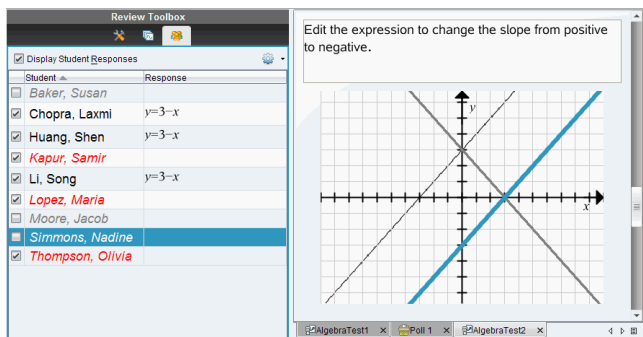 Review Toolbox
Display Student Responses
Student Response
Baker, Susan
Chopra, Laxmi y=3−x
Huang, Shen y=3−x
Kapur, Samir
Li, Song y=3−x
Lopez, Maria
Moore, Jacob
Simmons, Nadine
Thompson, Olivia
Edit the expression to change the slope from positive
to negative.
y
x
AlgebraTest1 × Poll 1 × AlgebraTest2 ×